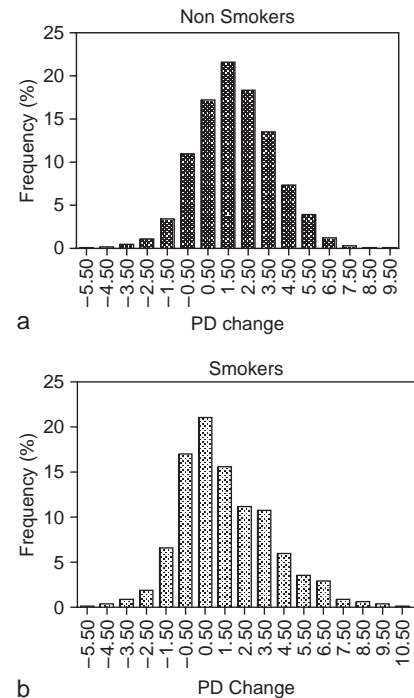 Non Smokers
25
20
15
10
5
0
Frequency (%)
–5.50 –4.50 –3.50 –2.50 –1.50 –0.50 0.50 1.50 2.50 3.50 4.50 5.50 6.50 7.50 8.50 9.50
PD change
a
Smokers
25
20
15
10
5
0
Frequency (%)
–5.50 –4.50 –3.50 –2.50 –1.50 –0.50 0.50 1.50 2.50 3.50 4.50 5.50 6.50 7.50 8.50 9.50 10.50
PD Change
b